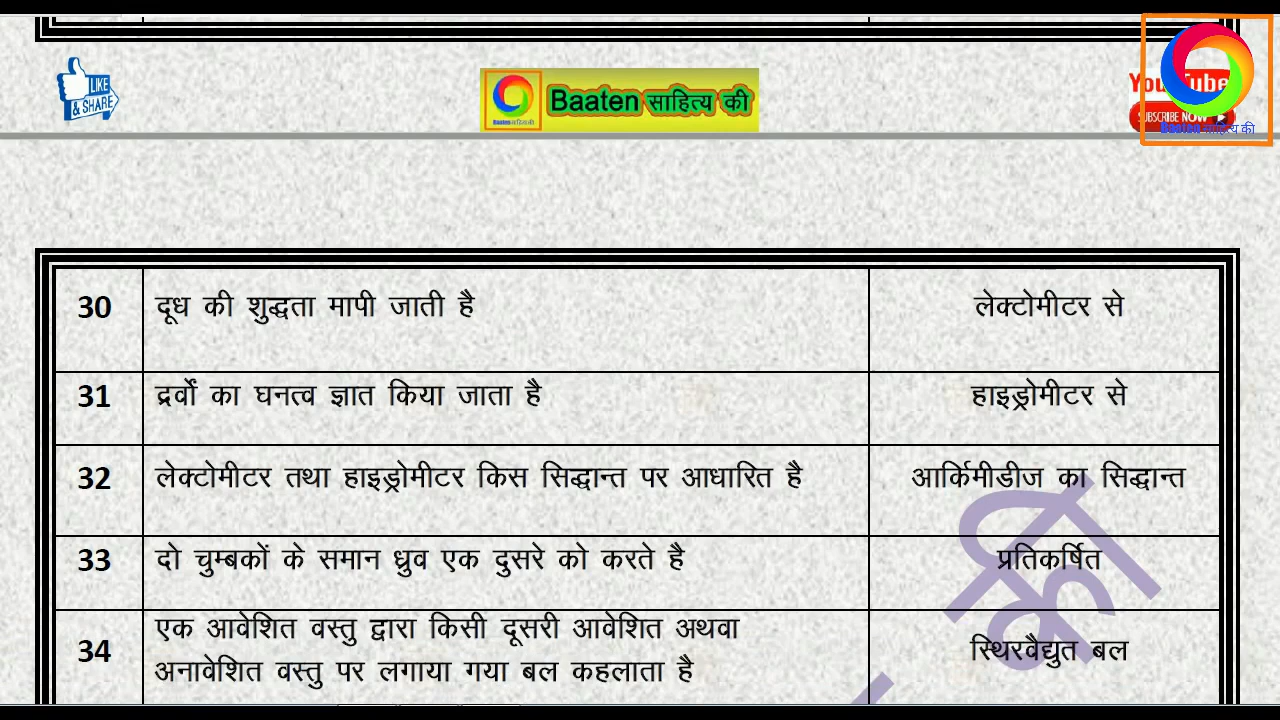 LIKE
& SHARE
Baaten साहित्य की
YouTube
SUBSCRIBE NOW
Baaten साहित्य की
30 दूध की शुद्धता मापी जाती है लेक्टोमीटर से
31 द्रवों का घनत्व ज्ञात किया जाता है हाइड्रोमीटर से
32 लेक्टोमीटर तथा हाइड्रोमीटर किस सिद्धान्त पर आधारित है आर्किमीडीज का सिद्धान्त
33 दो चुम्बकों के समान ध्रुव एक दुसरे को करते है प्रतिकर्षित
34 एक आवेशित वस्तु द्वारा किसी दूसरी आवेशित अथवा
अनावेशित वस्तु पर लगाया गया बल कहलाता है स्थिरवैद्युत बल
की